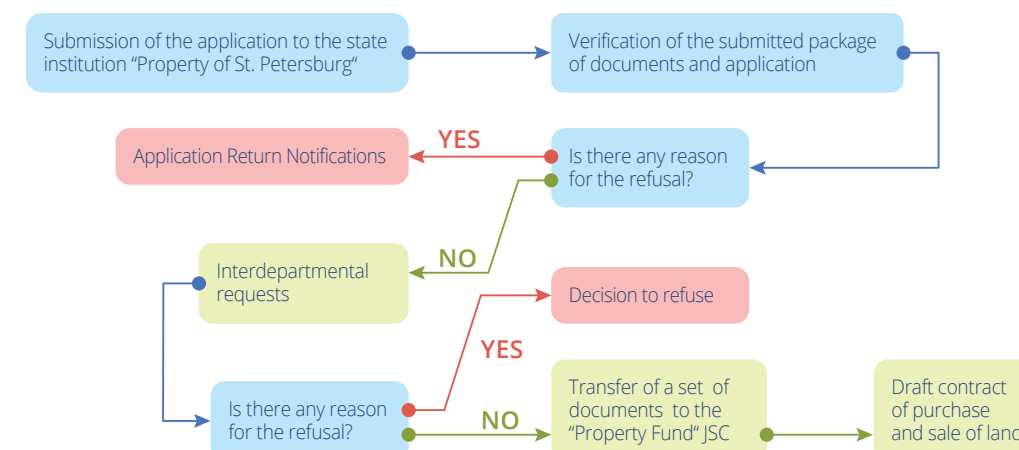 Submission of the application to the state
institution “Property of St. Petersburg“
Verification of the submitted package
of documents and application
YES
Application Return Notifications
Is there any reason
for the refusal?
NO
Interdepartmental
requests
Decision to refuse
YES
Is there any reason
for the refusal?
NO
Transfer of a set of
documents to the
“Property Fund“ JSC
Draft contract
of purchase
and sale of land